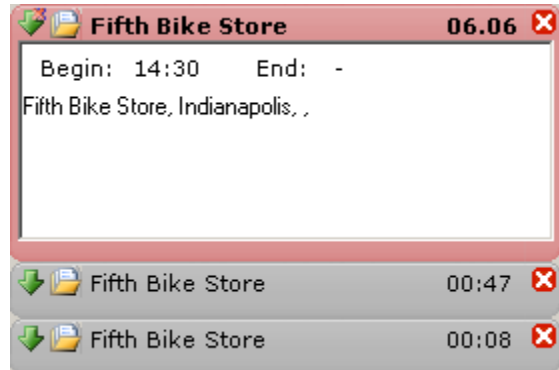 Fifth Bike Store 06.06
Begin: 14:30 End: -
Fifth Bike Store, Indianapolis, ,
Fifth Bike Store 00:47
Fifth Bike Store 00:08